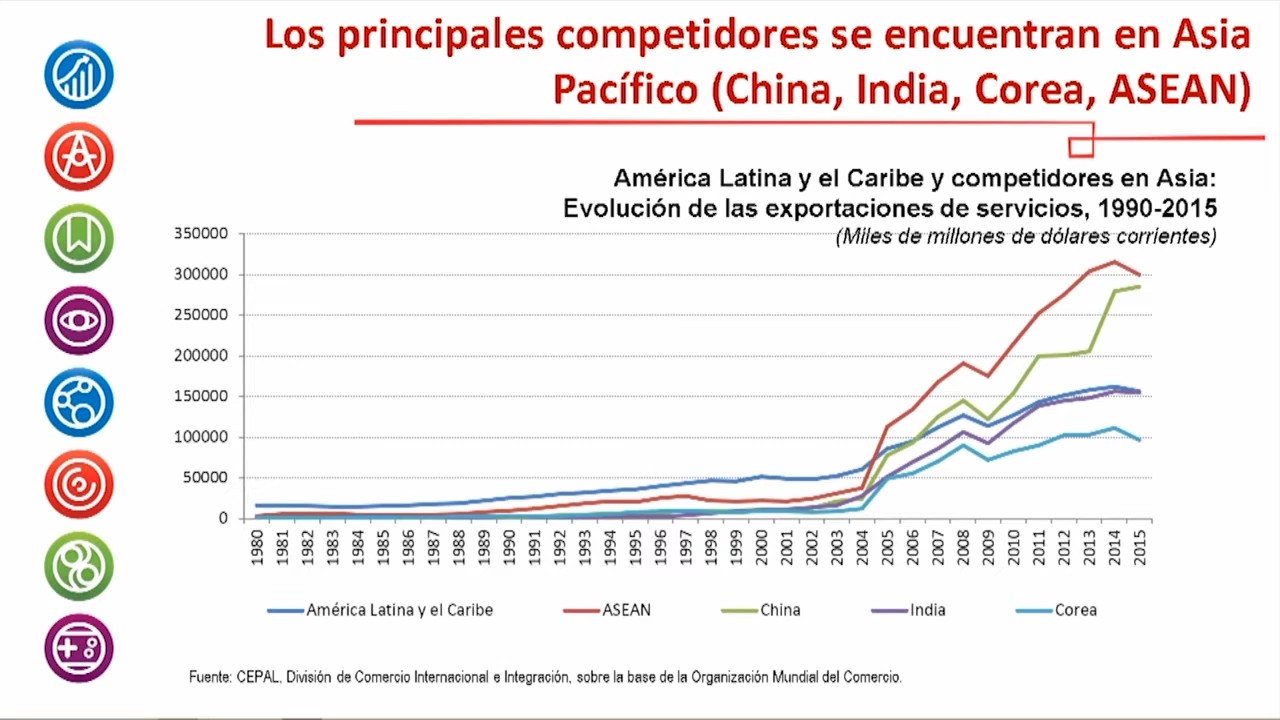 Los principales competidores se encuentran en Asia
Pacífico (China, India, Corea, ASEAN)
América Latina y el Caribe y competidores en Asia:
Evolución de las exportaciones de servicios, 1990-2015
(Miles de millones de dólares corrientes)
350000
300000
250000
200000
150000
100000
50000
0
1980 1981 1982 1983 1984 1985 1986 1987 1988 1989 1990 1991 1992 1993 1994 1995 1996 1997 1998 1999 2000 2001 2002 2003 2004 2005 2006 2007 2008 2009 2010 2011 2012 2013 2014 2015
América Latina y el Caribe ASEAN China India Corea
Fuente: CEPAL, División de Comercio Internacional e Integración, sobre la base de la Organización Mundial del Comercio.